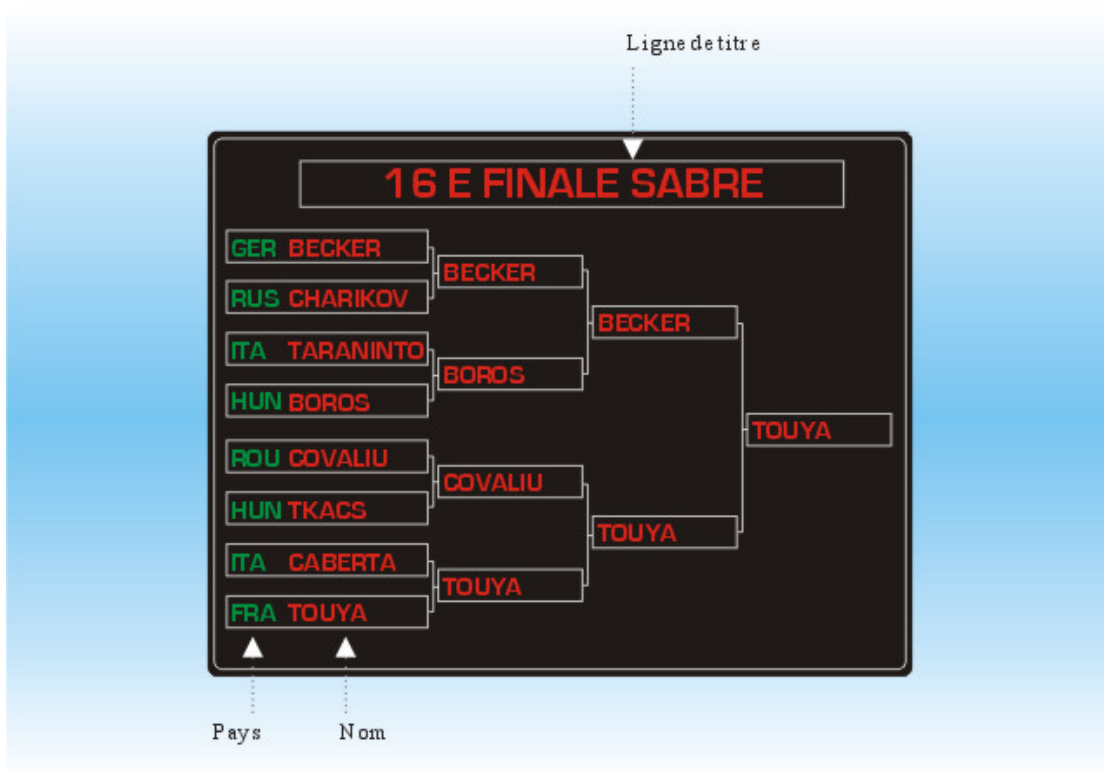 Ligne de titre
16 E FINALE SABRE
GER BECKER
BECKER
RUS CHARIKOV
BECKER
ITA TARANINTO
BOROS
HUN BOROS
TOUYA
ROU COVALIU
COVALIU
HUN TKACS
TOUYA
ITA CABERTA
TOUYA
FRA TOUYA
Pays Nom